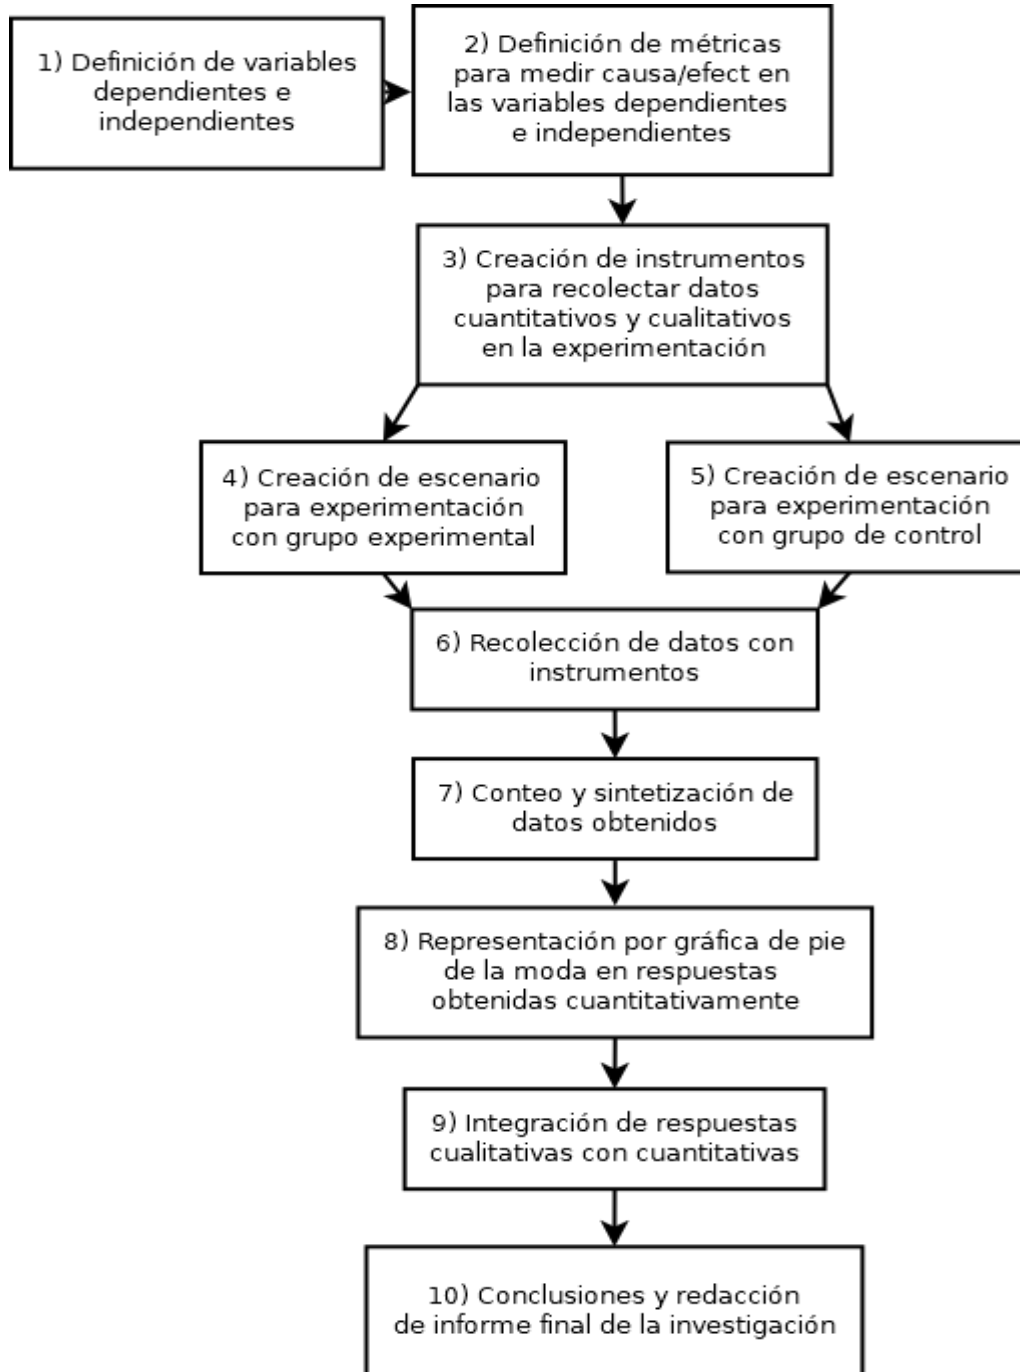 1) Definición de variables
dependientes e
independientes
2) Definición de métricas
para medir causa/efect en
las variables dependientes
e independientes
3) Creación de instrumentos
para recolectar datos
cuantitativos y cualitativos
en la experimentación
4) Creación de escenario
para experimentación
con grupo experimental
5) Creación de escenario
para experimentación
con grupo de control
6) Recolección de datos con
instrumentos
7) Conteo y sintetización de
datos obtenidos
8) Representación por gráfica de pie
de la moda en respuestas
obtenidas cuantitativamente
9) Integración de respuestas
cualitativas con cuantitativas
10) Conclusiones y redacción
de informe final de la investigación